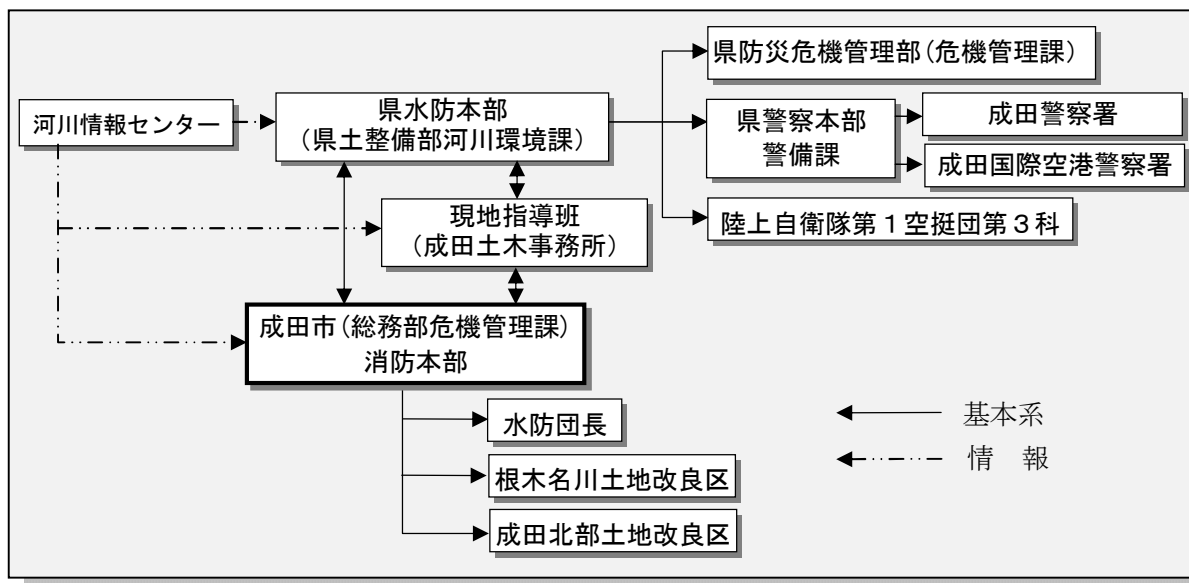 県防災危機管理部(危機管理課)
河川情報センター
県水防本部
(県土整備部河川環境課)
県警察本部
警備課
成田警察署
成田国際空港警察署
現地指導班
(成田土木事務所)
陸上自衛隊第1空挺団第3科
成田市(総務部危機管理課)
消防本部
水防団長
根木名川土地改良区
成田北部土地改良区
基本系
情 報